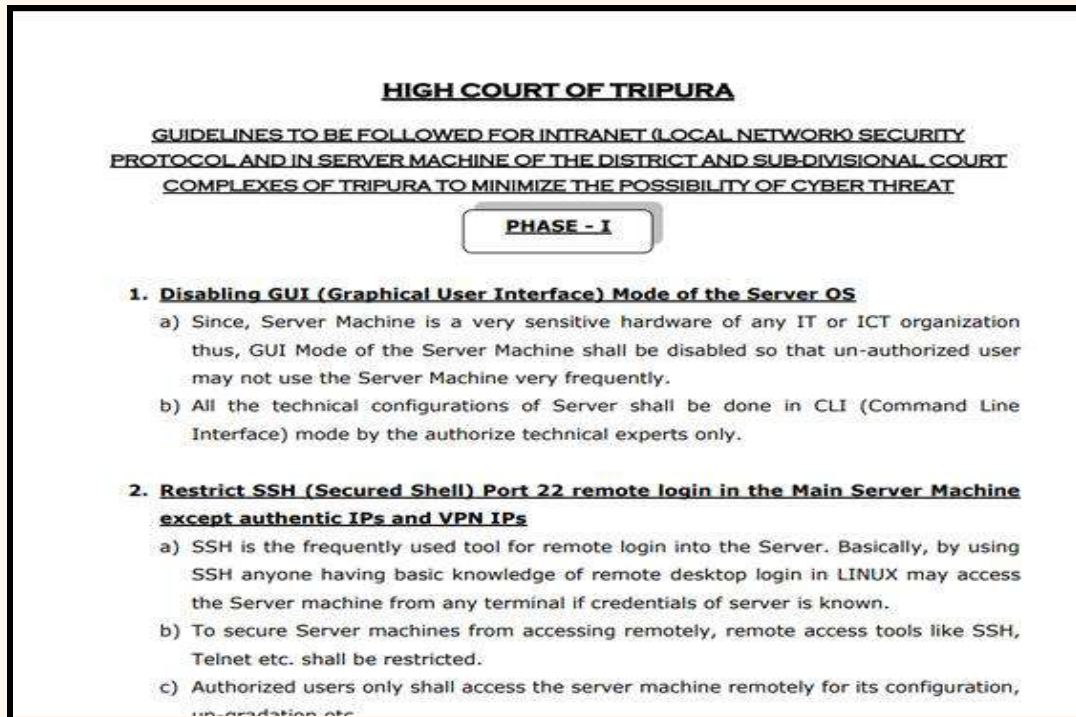 HIGH COURT OF TRIPURA
GUIDELINES TO BE FOLLOWED FOR INTRANET (LOCAL NETWORK) SECURITY
PROTOCOL AND IN SERVER MACHINE OF THE DISTRICT AND SUB-DIVISIONAL COURT
COMPLEXES OF TRIPURA TO MINIMIZE THE POSSIBILITY OF CYBER THREAT
PHASE - I
1. Disabling GUI (Graphical User Interface) Mode of the Server OS
a) Since, Server Machine is a very sensitive hardware of any IT or ICT organization
thus, GUI Mode of the Server Machine shall be disabled so that un-authorized user
may not use the Server Machine very frequently.
b) All the technical configurations of Server shall be done in CLI (Command Line
Interface) mode by the authorize technical experts only.
2. Restrict SSH (Secured Shell) Port 22 remote login in the Main Server Machine
except authentic IPs and VPN IPs
a) SSH is the frequently used tool for remote login into the Server. Basically, by using
SSH anyone having basic knowledge of remote desktop login in LINUX may access
the Server machine from any terminal if credentials of server is known.
b) To secure Server machines from accessing remotely, remote access tools like SSH,
Telnet etc. shall be restricted.
c) Authorized users only shall access the server machine remotely for its configuration,
un-gradation etc